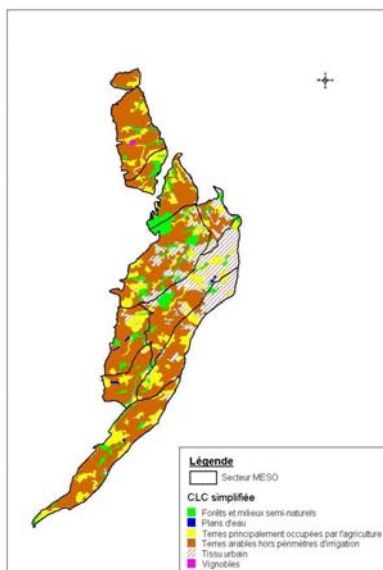 Légende
Secteur MESO
CLC simplifiée
Forêts et milieux semi-naturels
Plans d'eau
Terres principalement occupées par l'agriculture
Terres arables hors périmètres d'irrigation
Tissu urbain
Vignobles